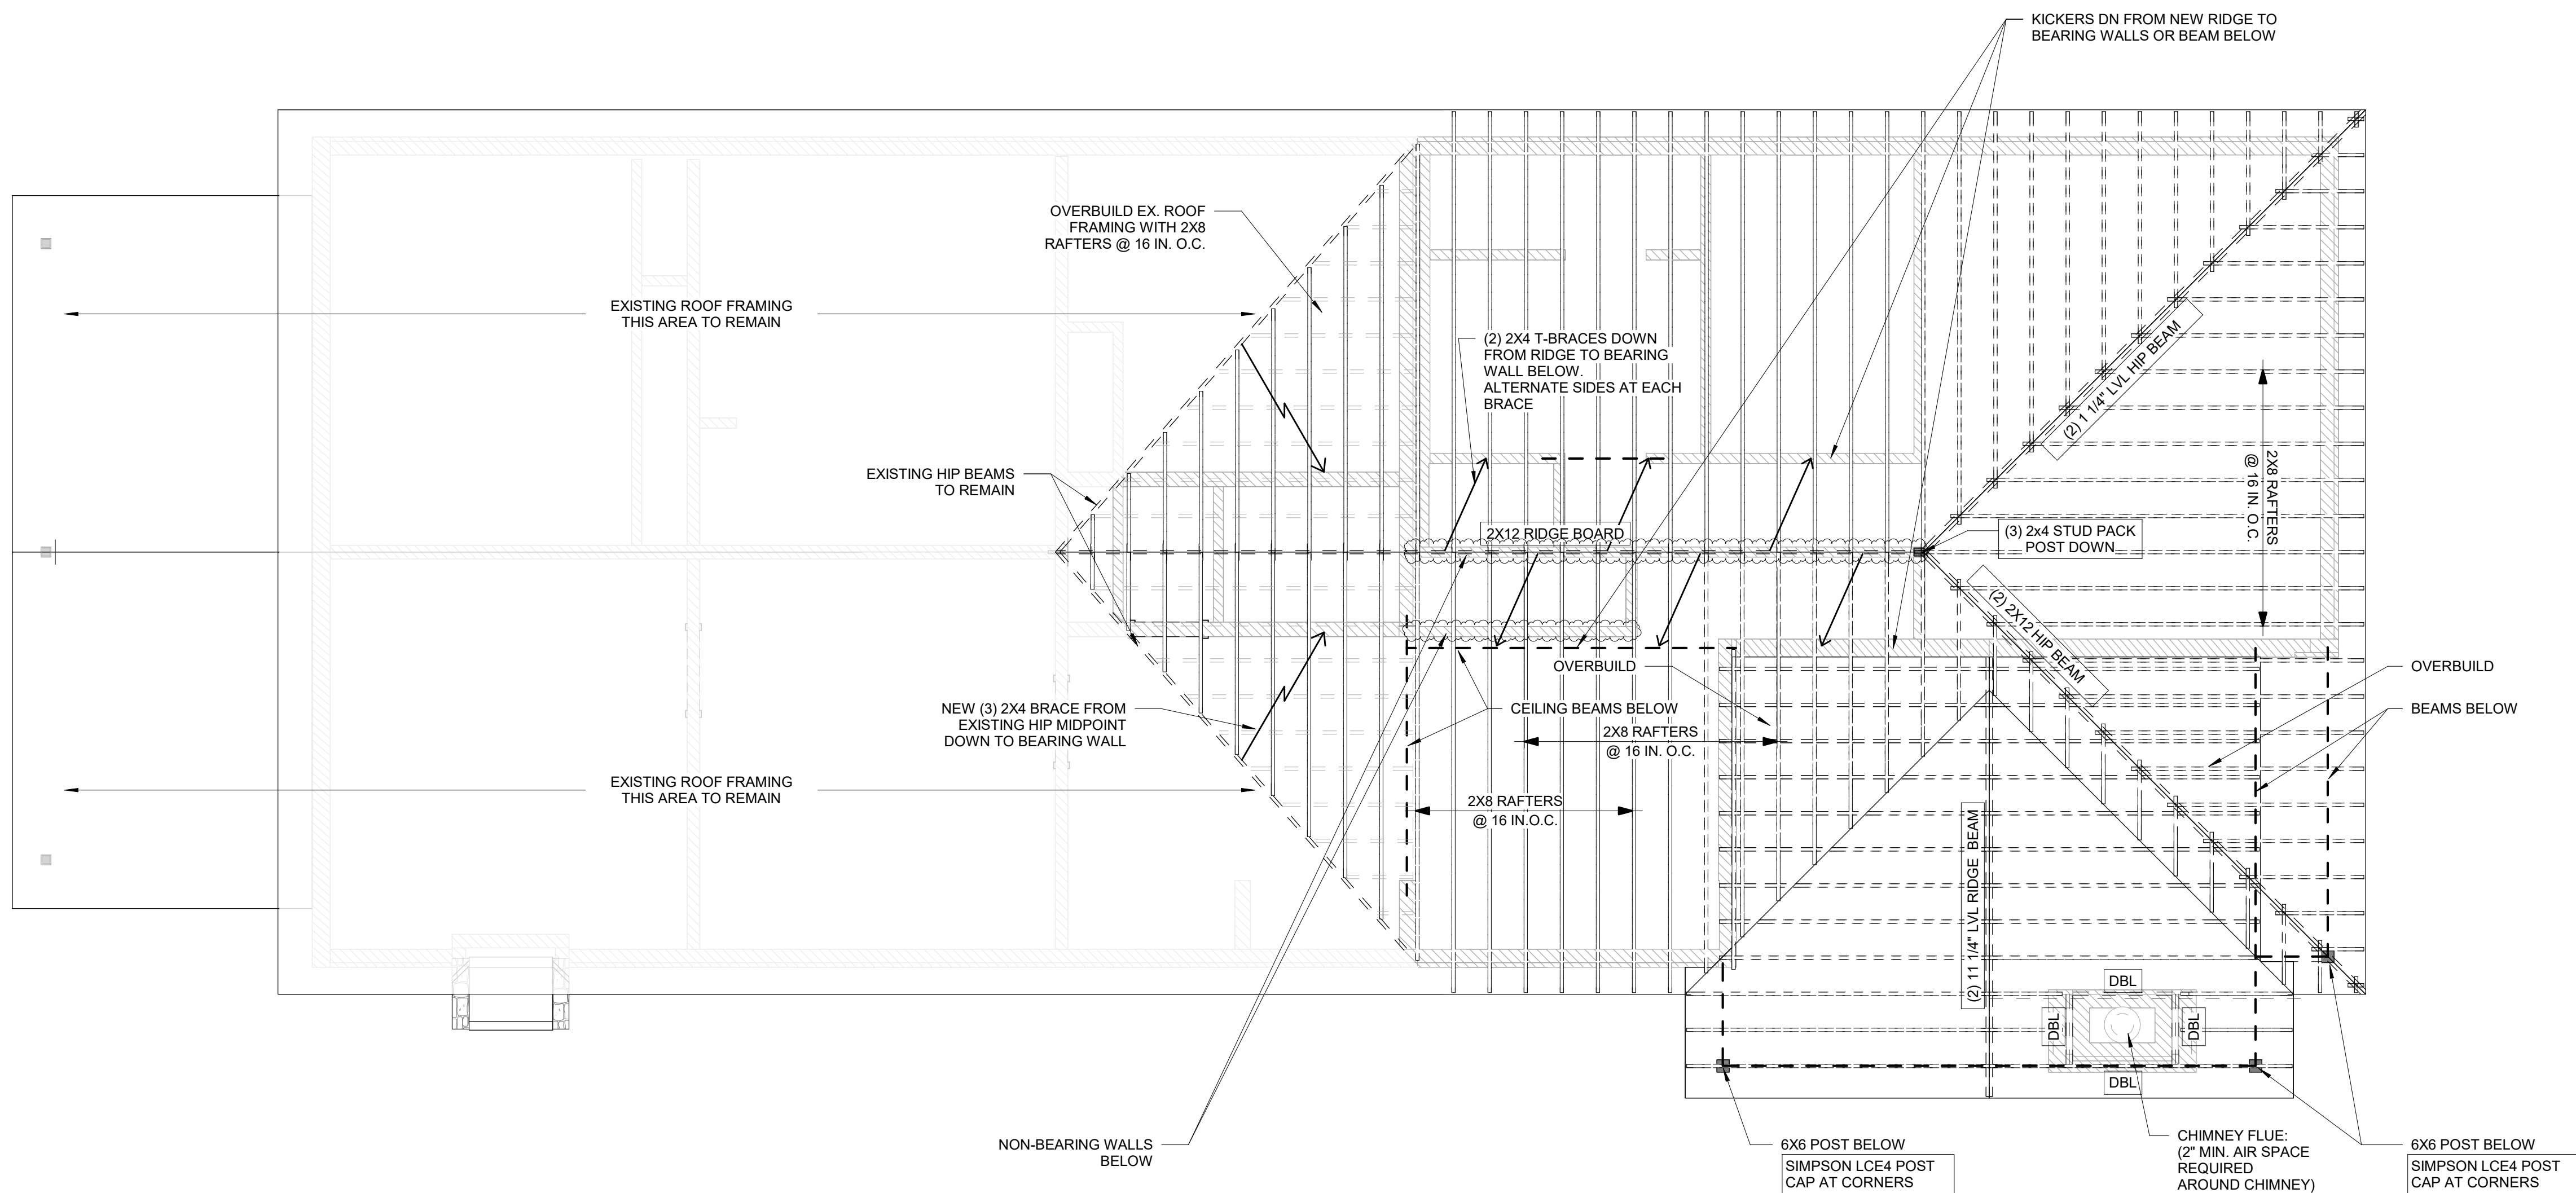 KICKERS DN FROM NEW RIDGE TO
BEARING WALLS OR BEAM BELOW
OVERBUILD EX. ROOF
FRAMING WITH 2X8
RAFTERS @ 16 IN. O.C.
EXISTING ROOF FRAMING
THIS AREA TO REMAIN
(2) 2X4 T-BRACES DOWN
FROM RIDGE TO BEARING
WALL BELOW.
ALTERNATE SIDES AT EACH
BRACE
(2) 1 1/4" LVL HIP BEAM
2X8 RAFTERS
@ 16 IN. O.C.
EXISTING HIP BEAMS
TO REMAIN
2X12 RIDGE BOARD
(3) 2x4 STUD PACK
POST DOWN
(2) 2X12 HIP BEAM
OVERBUILD
OVERBUILD
NEW (3) 2X4 BRACE FROM
EXISTING HIP MIDPOINT
DOWN TO BEARING WALL
CEILING BEAMS BELOW
BEAMS BELOW
2X8 RAFTERS
@ 16 IN. O.C.
EXISTING ROOF FRAMING
THIS AREA TO REMAIN
2X8 RAFTERS
@ 16 IN.O.C.
(2) 11 1/4" LVL RIDGE BEAM
DBL
DBL
DBL
DBL
NON-BEARING WALLS
BELOW
6X6 POST BELOW
SIMPSON LCE4 POST
CAP AT CORNERS
CHIMNEY FLUE:
(2" MIN. AIR SPACE
REQUIRED
AROUND CHIMNEY)
6X6 POST BELOW
SIMPSON LCE4 POST
CAP AT CORNERS